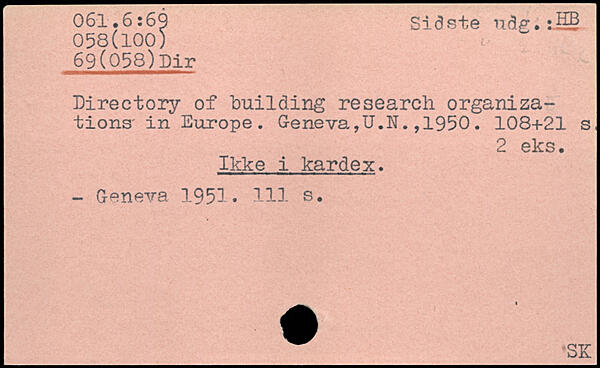 061.6:69 Sidste udg.: HB
058(100)
69(058)Dir
Directory of building research organiza-
tions in Europe. Geneva,U.N.,1950. 108+21 s.
2 eks.
Ikke i kardex.
- Geneva 1951. 111 s.
SK